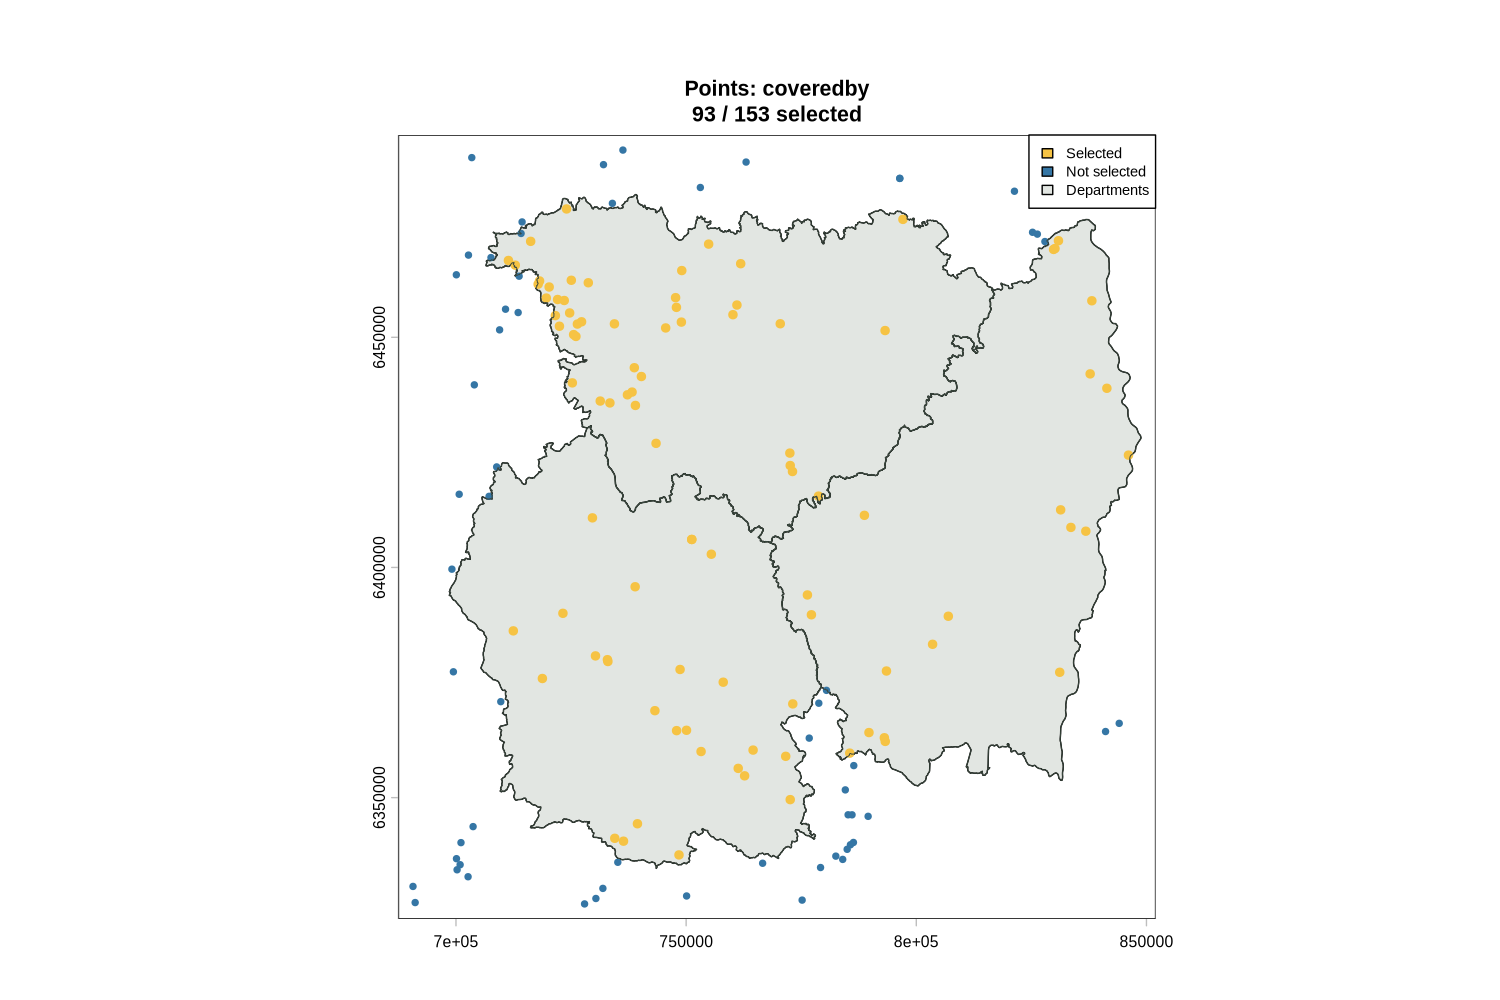 Points: coveredby
93 / 153 selected
Selected
Not selected
Departments
6450000
6400000
6350000
7e+05
750000
8e+05
850000